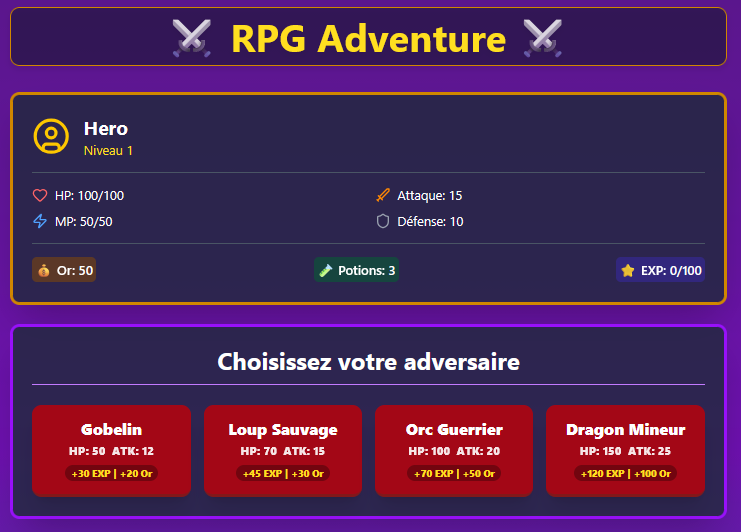 RPG Adventure
Hero
Niveau 1
HP: 100/100
Attaque: 15
MP: 50/50
Défense: 10
Or: 50
Potions: 3
EXP: 0/100
Choisissez votre adversaire
Gobelin
HP: 50 ATK: 12
+30 EXP | +20 Or
Loup Sauvage
HP: 70 ATK: 15
+45 EXP | +30 Or
Orc Guerrier
HP: 100 ATK: 20
+70 EXP | +50 Or
Dragon Mineur
HP: 150 ATK: 25
+120 EXP | +100 Or